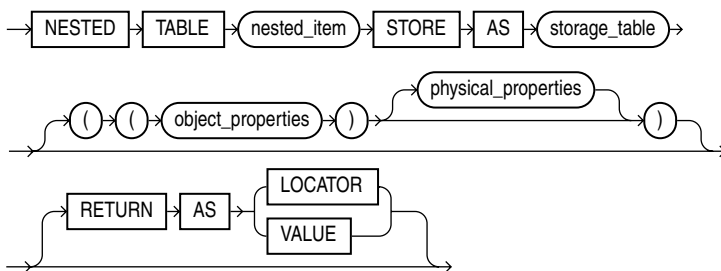 NESTED TABLE nested_item STORE AS storage_table
( ( object_properties ) physical_properties )
RETURN AS LOCATOR
VALUE